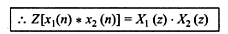 ∴ Z[x₁(n) * x₂ (n)] = X₁ (z) · X₂ (z)